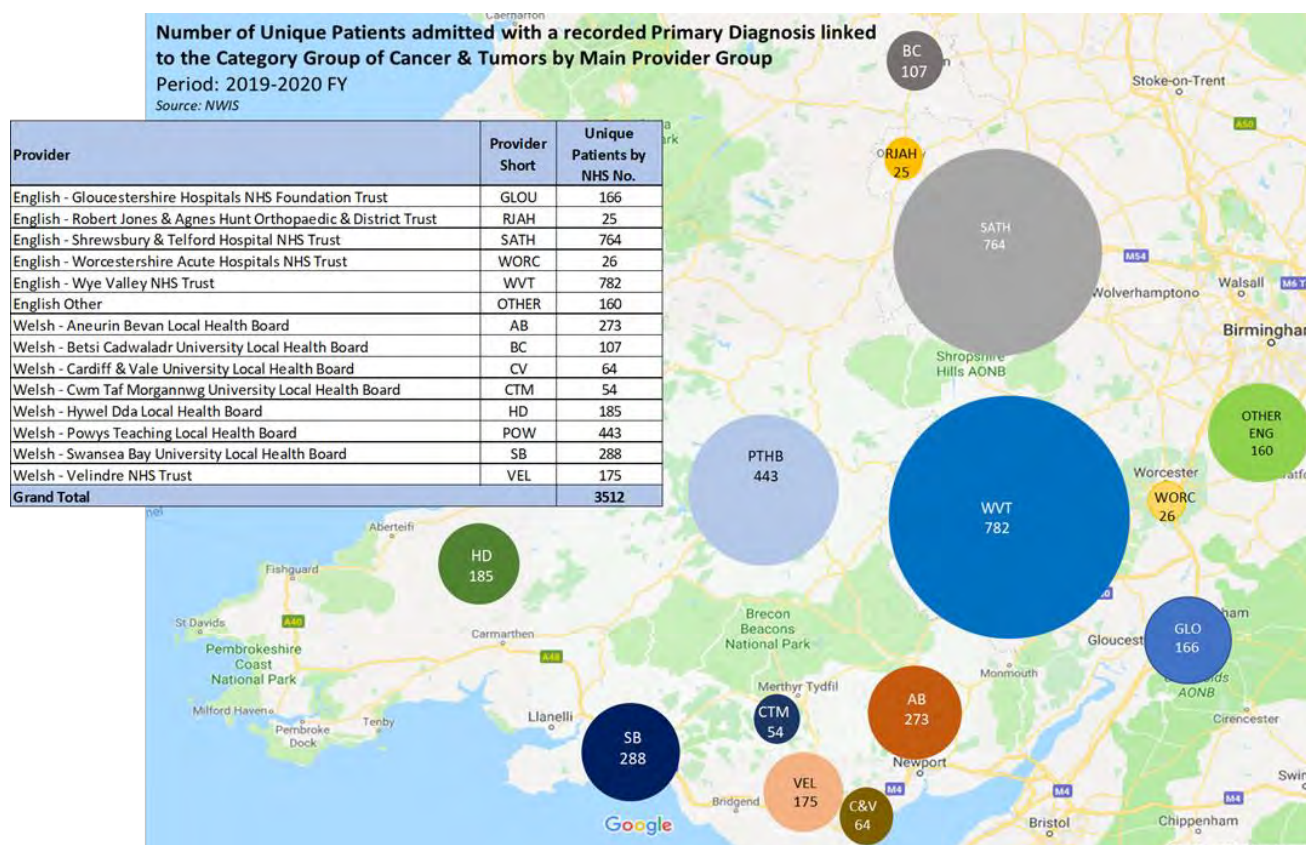 Number of Unique Patients admitted with a recorded Primary Diagnosis linked
to the Category Group of Cancer & Tumors by Main Provider Group
Period: 2019-2020 FY
Source: NWIS
Provider Provider Short Unique Patients by NHS No.
English - Gloucestershire Hospitals NHS Foundation Trust GLOU 166
English - Robert Jones & Agnes Hunt Orthopaedic & District Trust RJAH 25
English - Shrewsbury & Telford Hospital NHS Trust SATH 764
English - Worcestershire Acute Hospitals NHS Trust WORC 26
English - Wye Valley NHS Trust WVT 782
English Other OTHER 160
Welsh - Aneurin Bevan Local Health Board AB 273
Welsh - Betsi Cadwaladr University Local Health Board BC 107
Welsh - Cardiff & Vale University Local Health Board CV 64
Welsh - Cwm Taf Morgannwg University Local Health Board CTM 54
Welsh - Hywel Dda Local Health Board HD 185
Welsh - Powys Teaching Local Health Board POW 443
Welsh - Swansea Bay University Local Health Board SB 288
Welsh - Velindre NHS Trust VEL 175
Grand Total 3512
Caernarfon
BC
107
Stoke-on-Trent
A50
RJAH
25
SATH
764
M54
Wolverhampton
Walsall
M6
Birmingham
Shropshire
Hills AONB
OTHER
ENG
160
PTHB
443
Worcester
WORC
26
WVT
782
Aberteifi
HD
185
Fishguard
St Davids
A40
Pembrokeshire
Coast
National Park
Carmarthen
A48
Brecon
Beacons
National Park
GLO
166
AONB
Monmouth
Milford Haven
Pembroke
Dock
Tenby
Llanelli
Merthyr Tydfil
CTM
54
AB
273
Cirencester
SB
288
Newport
VEL
175
Bridgend
C&V
64
M4
M4
M4
Bristol
Chippenham
Google